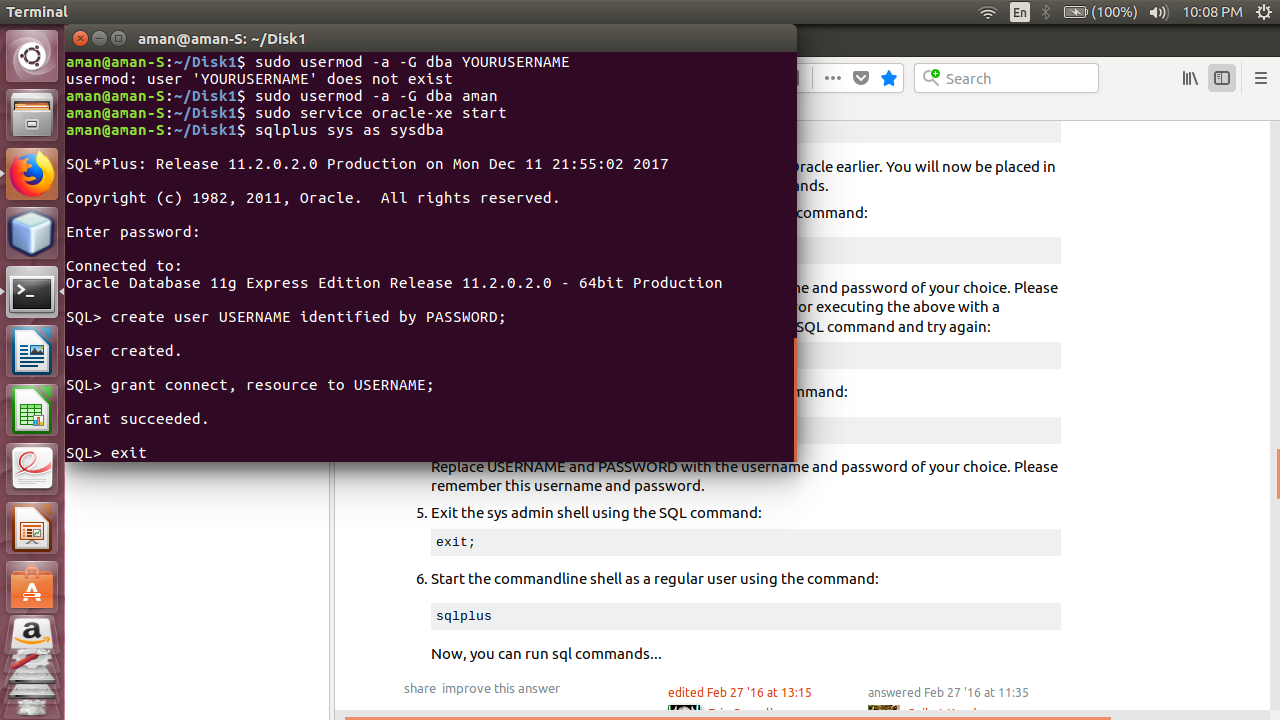 Terminal
En
(100%)
10:08 PM
aman@aman-S: ~/Disk1
aman@aman-S:~/Disk1$ sudo usermod -a -G dba YOURUSERNAME
usermod: user 'YOURUSERNAME' does not exist
aman@aman-S:~/Disk1$ sudo usermod -a -G dba aman
aman@aman-S:~/Disk1$ sudo service oracle-xe start
aman@aman-S:~/Disk1$ sqlplus sys as sysdba
SQL*Plus: Release 11.2.0.2.0 Production on Mon Dec 11 21:55:02 2017
Copyright (c) 1982, 2011, Oracle.  All rights reserved.
Enter password:
Connected to:
Oracle Database 11g Express Edition Release 11.2.0.2.0 - 64bit Production
SQL> create user USERNAME identified by PASSWORD;
User created.
SQL> grant connect, resource to USERNAME;
Grant succeeded.
SQL> exit
Search
earlier. You will now be placed in
command:
and password of your choice. Please
executing the above with a
SQL command and try again:
Replace USERNAME and PASSWORD with the username and password of your choice. Please
remember this username and password.
5. Exit the sys admin shell using the SQL command:
exit;
6. Start the commandline shell as a regular user using the command:
sqlplus
Now, you can run sql commands...
share improve this answer
edited Feb 27 '16 at 13:15
answered Feb 27 '16 at 11:35